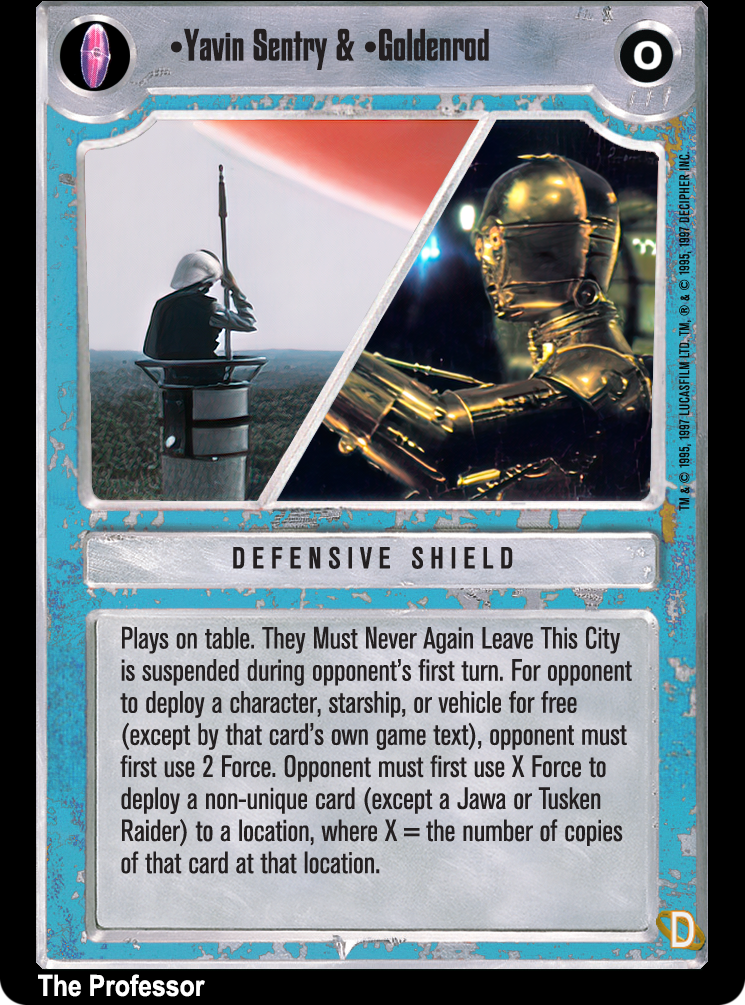 •Yavin Sentry & •Goldenrod
0
TM & © 1995, 1997 LUCASFILM LTD. TM, ® & © 1995, 1997 DECIPHER INC.
DEFENSIVE SHIELD
Plays on table. They Must Never Again Leave This City
is suspended during opponent's first turn. For opponent
to deploy a character, starship, or vehicle for free
(except by that card's own game text), opponent must
first use 2 Force. Opponent must first use X Force to
deploy a non-unique card (except a Jawa or Tusken
Raider) to a location, where X = the number of copies
of that card at that location.
D
The Professor